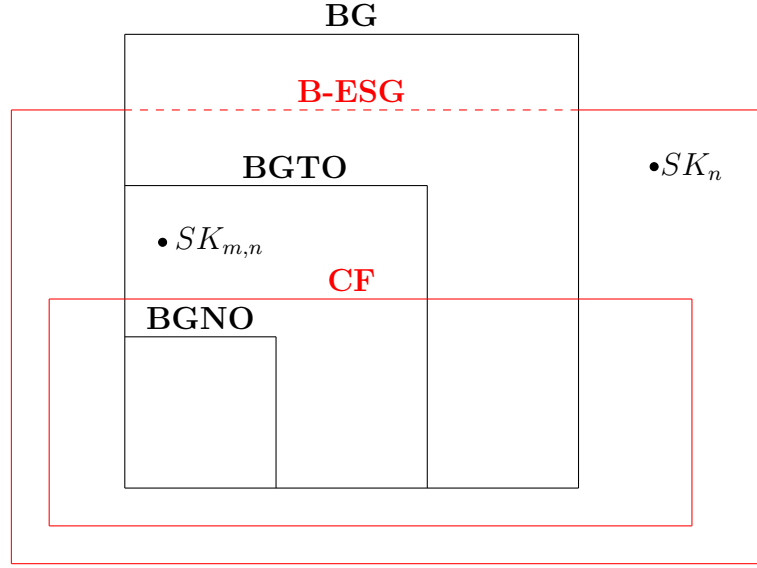 BG
B-ESG
BGTO
SK_n
SK_{m,n}
CF
BGNO